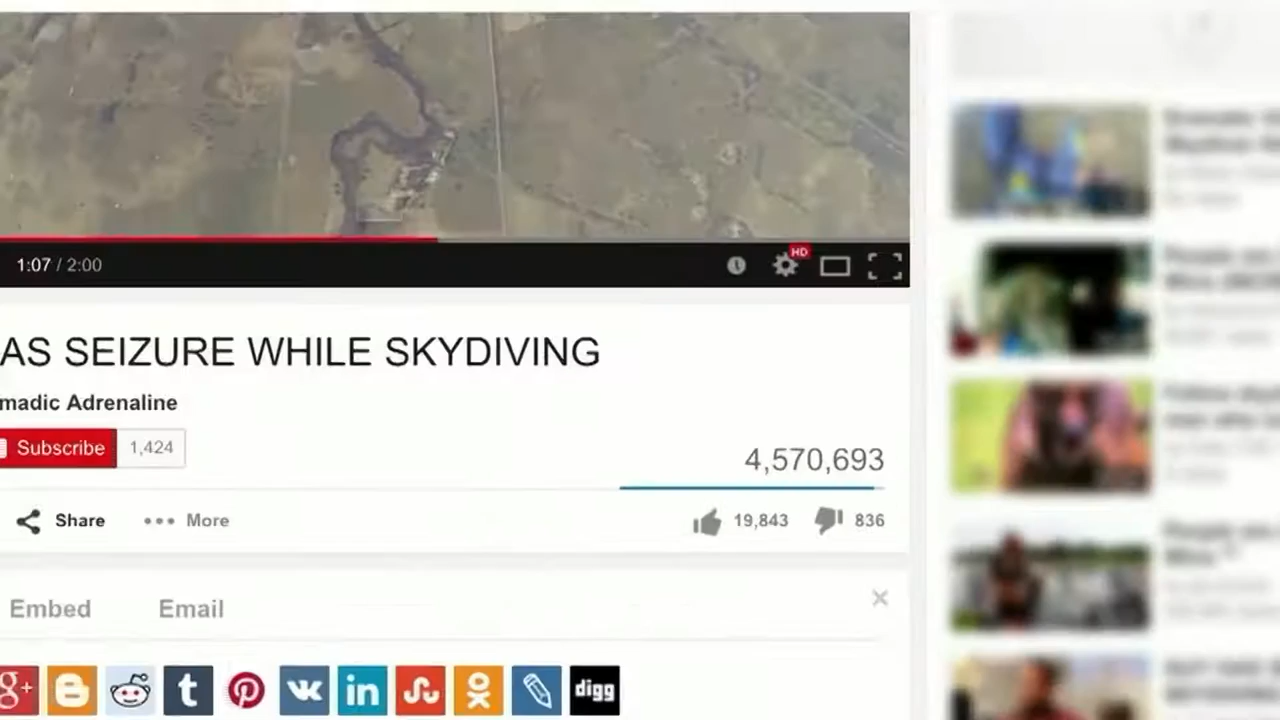 HD
1:07 / 2:00
AS SEIZURE WHILE SKYDIVING
madic Adrenaline
Subscribe 1,424
4,570,693
Share More
19,843 836
Embed Email
g+ t in digg